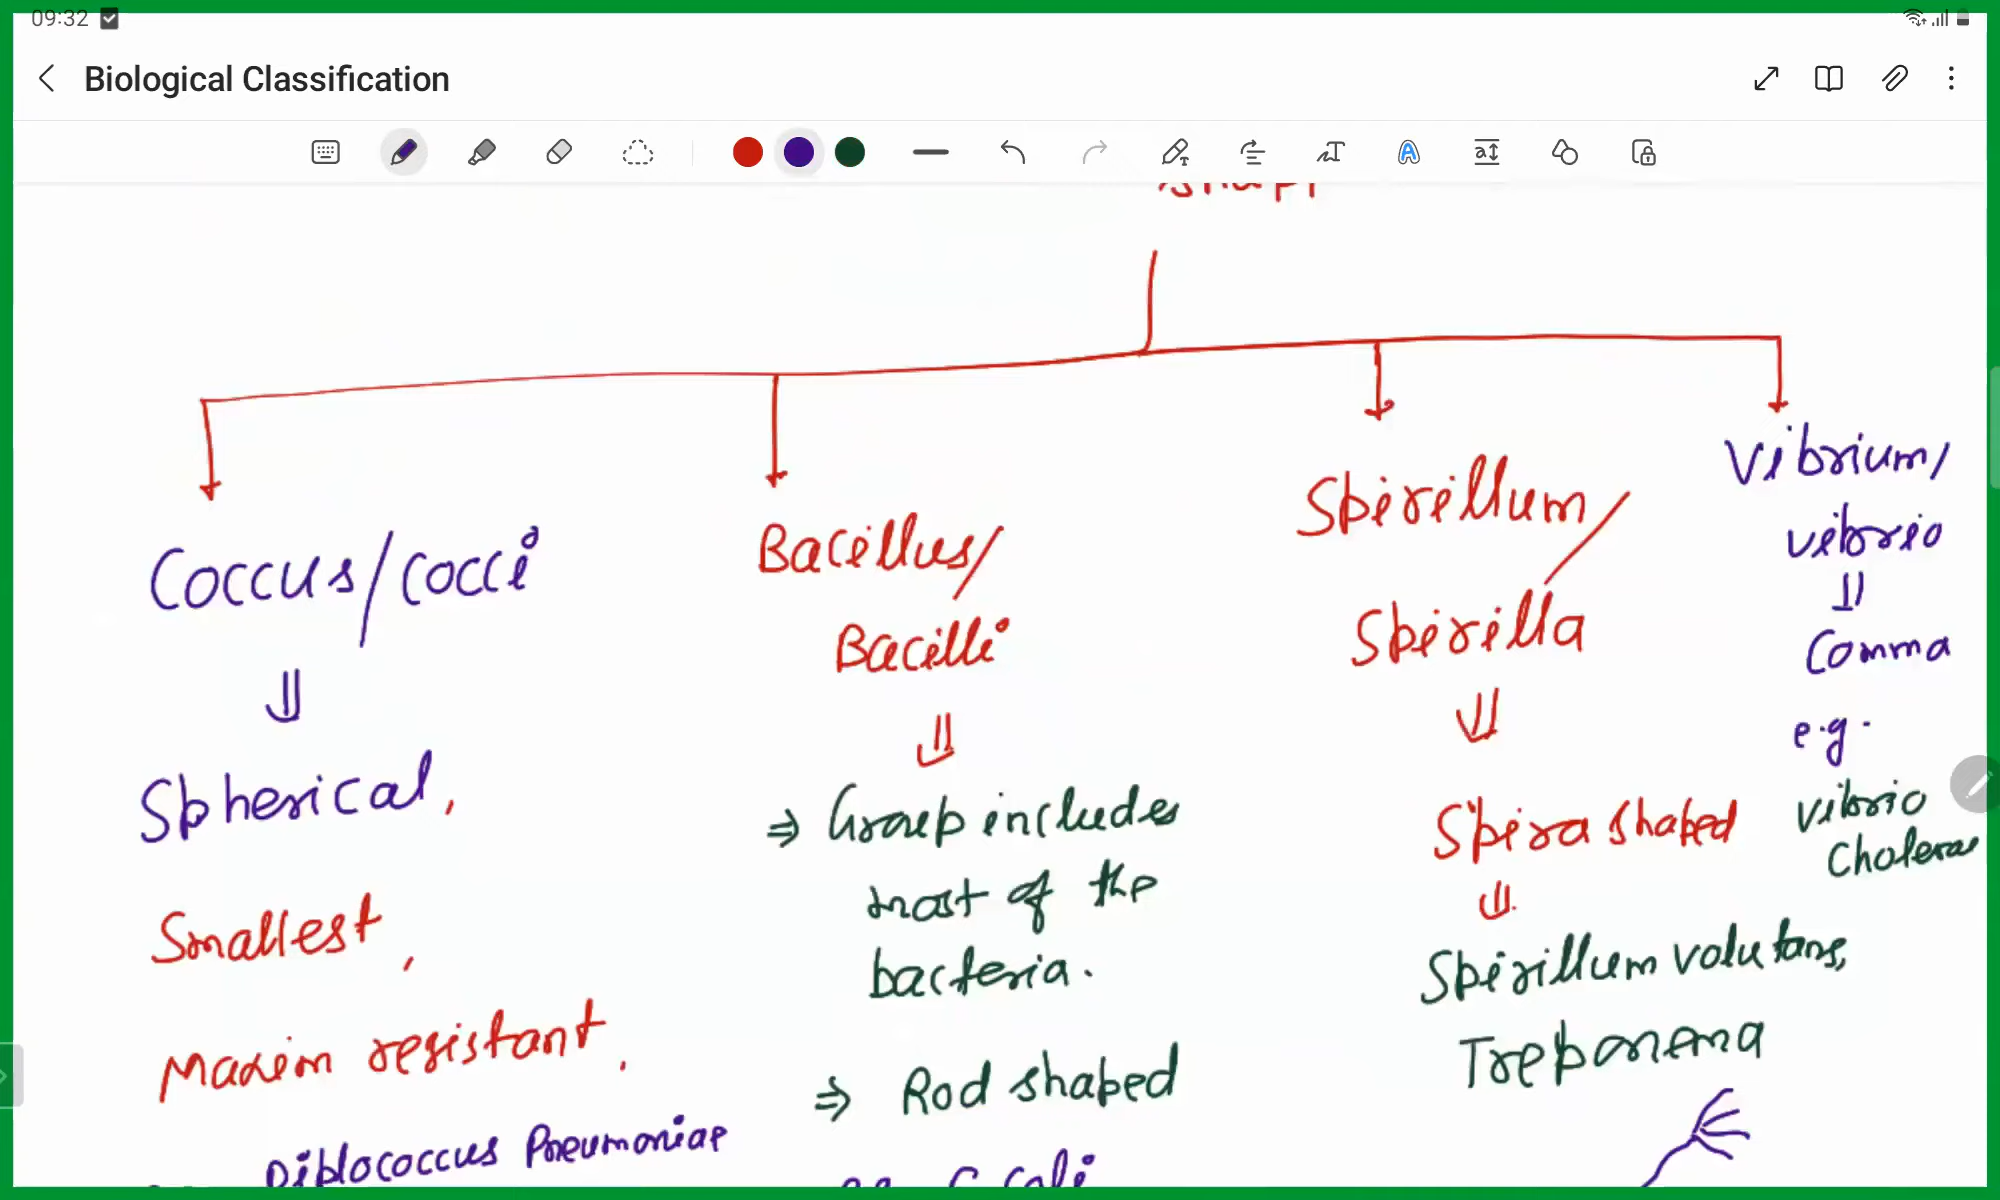 09:32
Biological Classification
Coccus/cocci
Spherical,
Smallest,
Maxim resistant,
Diplococcus Pneumoniae
Bacillus/
Bacilli
⇒ Group includes
most of the
bacteria.
⇒ Rod shaped
Spirillum/
Spirilla
Spiral shaped
Spirillum volutans,
Treponema
Vibrium/
vibrio
Comma
e.g.
vibrio
Cholerae